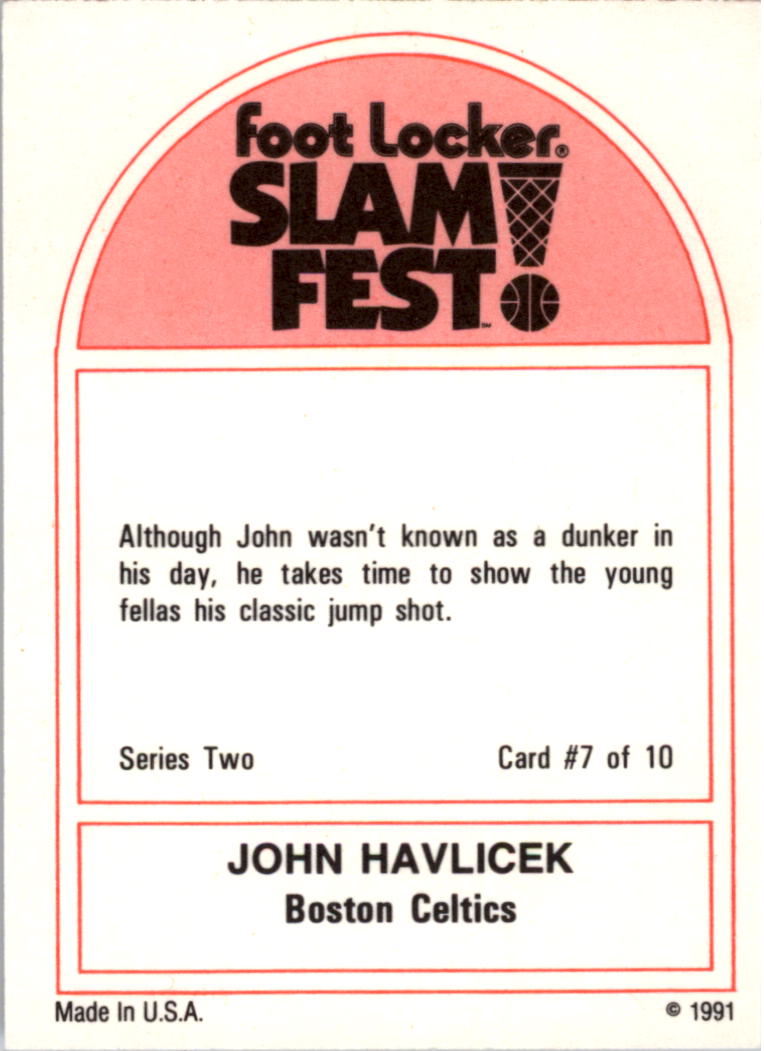 foot Locker®
SLAM
FEST! ℠
Although John wasn't known as a dunker in
his day, he takes time to show the young
fellas his classic jump shot.
Series Two Card #7 of 10
JOHN HAVLICEK
Boston Celtics
Made In U.S.A. © 1991